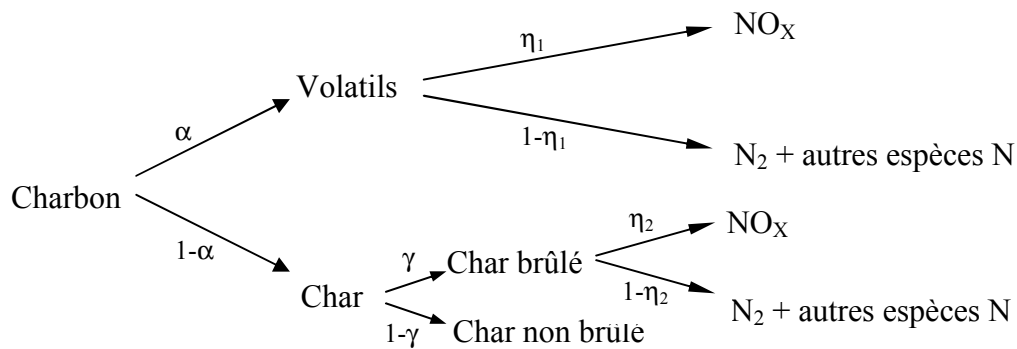 NOX
η1
Volatils
α
1-η1
N2 + autres espèces N
Charbon
η2
NOX
1-α
γ
Char brûlé
Char
1-η2
N2 + autres espèces N
1-γ
Char non brûlé